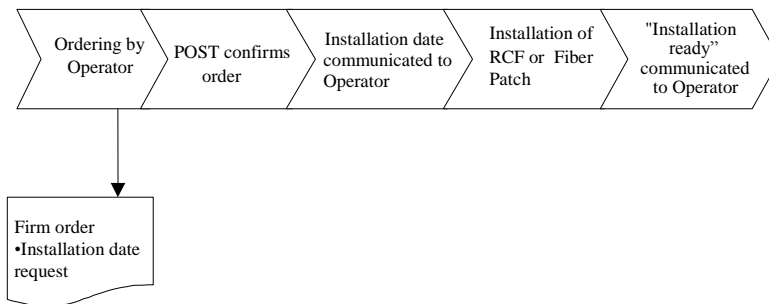 Ordering by
Operator
POST confirms
order
Installation date
communicated to
Operator
Installation of
RCF or  Fiber
Patch
"Installation
ready”
communicated
to Operator
Firm order
•Installation date
request